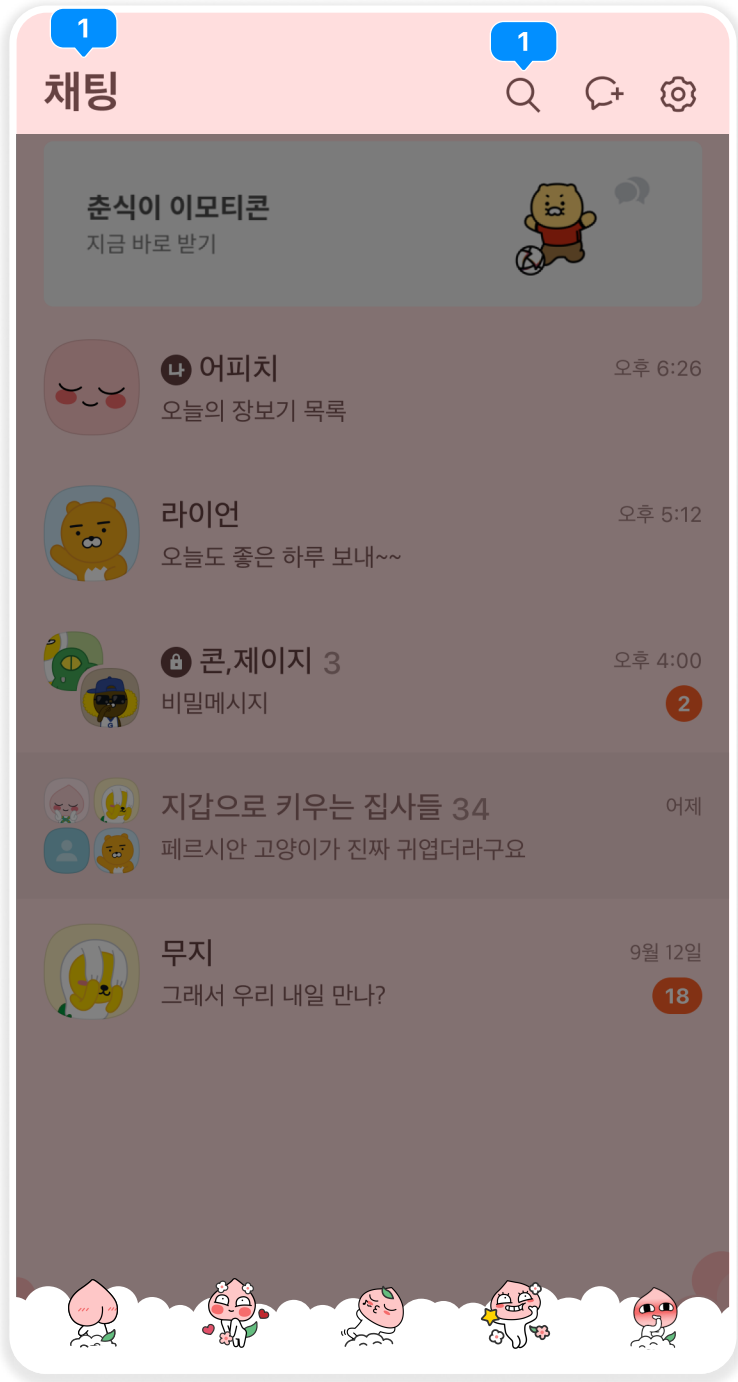 1
1
채팅
춘식이 이모티콘
지금 바로 받기
나 어피치
오후 6:26
오늘의 장보기 목록
라이언
오후 5:12
오늘도 좋은 하루 보내~~
콘,제이지 3
오후 4:00
비밀메시지
2
지갑으로 키우는 집사들 34
어제
페르시안 고양이가 진짜 귀엽더라구요
무지
9월 12일
그래서 우리 내일 만나?
18